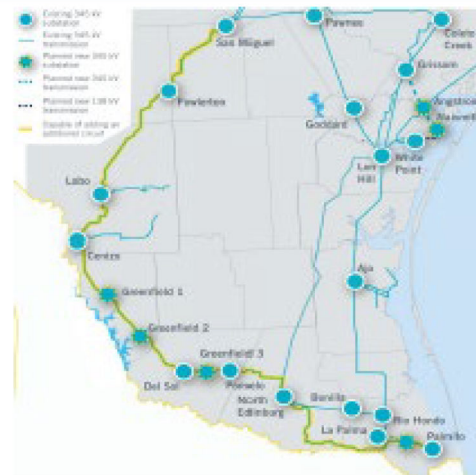 Existing 345 kV
substation
Existing 345 kV
transmission
Planned new 345 kV
substation
Planned new 345 kV
transmission
Planned new 138 kV
transmission
Capable of adding an
additional circuit
San Miguel
Pawnee
Coleto
Creek
Grissom
Angstrom
Fowlerton
Goddard
Lon
Hill
White
Point
Lobo
Cenizo
Ajo
Greenfield 1
Greenfield 2
Greenfield 3
Del Sol
North
Edinburg
Bonilla
Rio Hondo
La Palma
Palmito